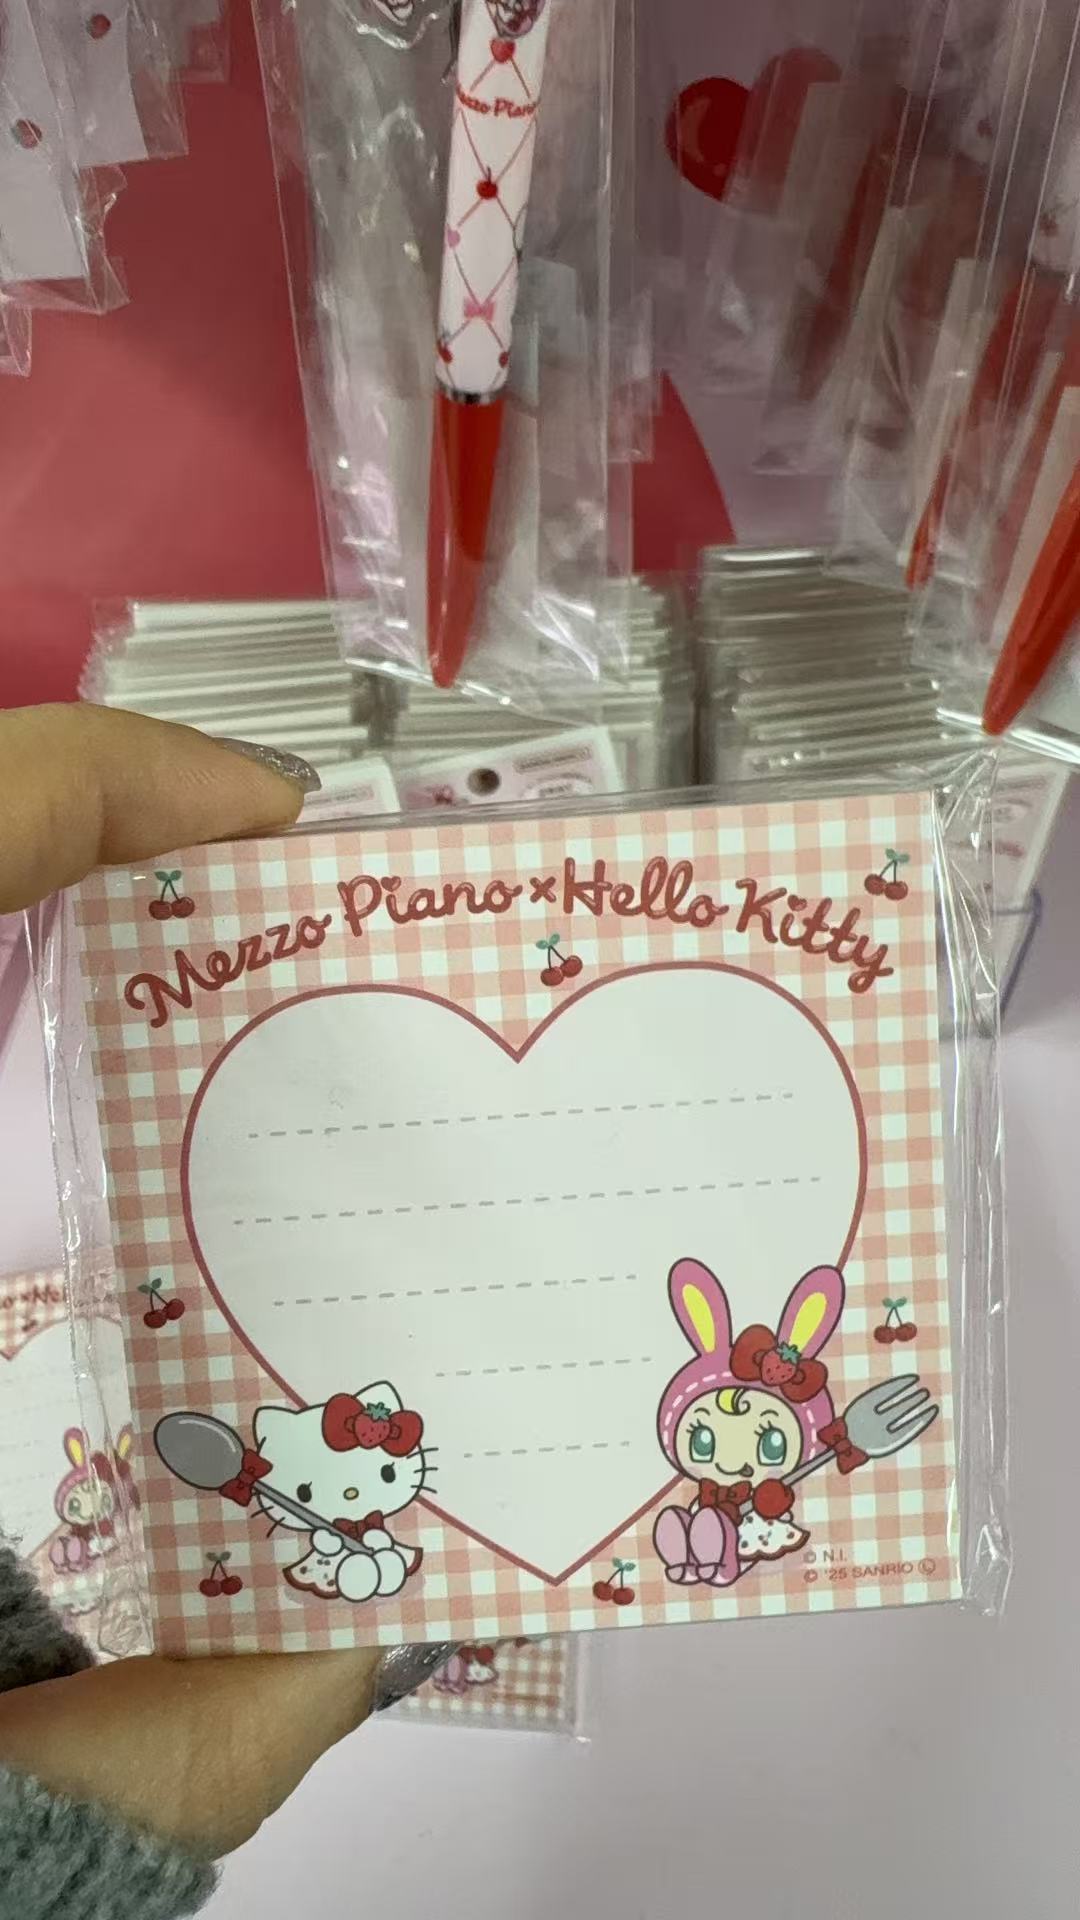 Mezzo Piano
Mezzo Piano×Hello Kitty
© N.I.
© '25 SANRIO Ⓛ